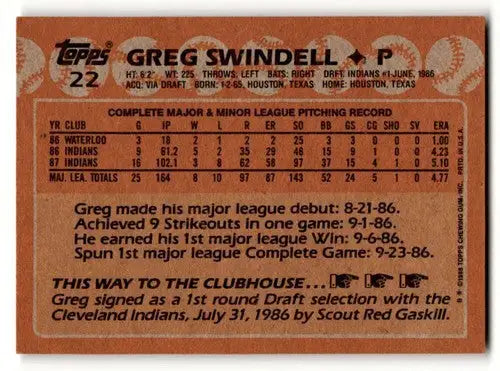 Topps
22
GREG SWINDELL ✦ P
HT: 6'2" WT: 225 THROWS: LEFT BATS: RIGHT DRFT: INDIANS #1-JUNE, 1986
ACQ: VIA DRAFT BORN: 1-2-65, HOUSTON, TEXAS HOME: HOUSTON, TEXAS
COMPLETE MAJOR & MINOR LEAGUE PITCHING RECORD
YR CLUB G IP W L R ER SO BB GS CG SHO SV ERA
86 WATERLOO 3 18 2 1 2 2 25 3 3 0 0 0 1.00
86 INDIANS 9 61.2 5 2 35 29 46 15 9 1 0 0 4.23
87 INDIANS 16 102.1 3 8 62 58 97 37 15 4 1 0 5.10
MAJ. LEA. TOTALS 25 164 8 10 97 87 143 52 24 5 1 0 4.77
Greg made his major league debut: 8-21-86.
Achieved 9 Strikeouts in one game: 9-1-86.
He earned his 1st major league Win: 9-6-86.
Spun 1st major league Complete Game: 9-23-86.
THIS WAY TO THE CLUBHOUSE...
Greg signed as a 1st round Draft selection with the
Cleveland Indians, July 31, 1986 by Scout Red Gaskill.
©1988 TOPPS CHEWING GUM, INC. PRTD. IN U.S.A.